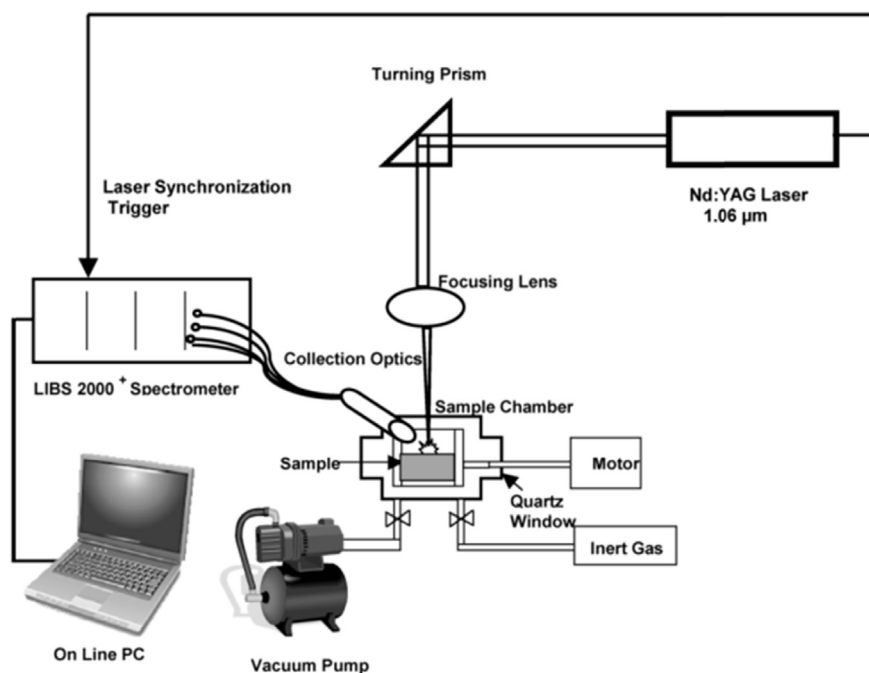 Turning Prism
Laser Synchronization
Trigger
Nd:YAG Laser
1.06 µm
Focusing Lens
Collection Optics
LIBS 2000 + Spectrometer
Sample Chamber
Sample
Motor
Quartz
Window
Inert Gas
On Line PC
Vacuum Pump